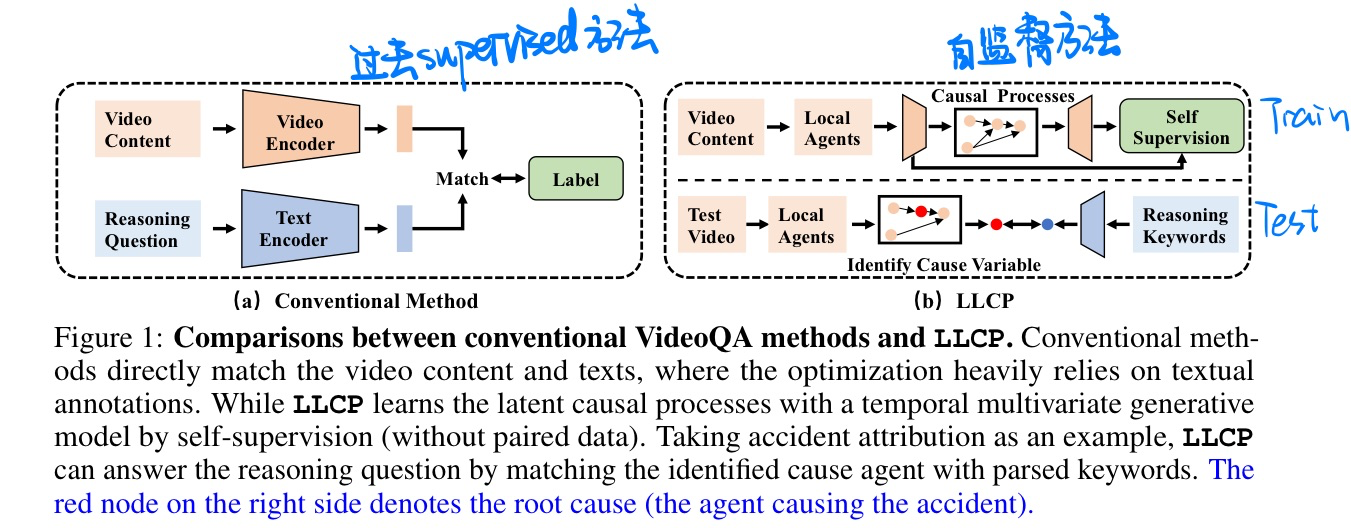 过去supervised方法
自监督方法
Video
Content
Video
Encoder
Match
Label
Reasoning
Question
Text
Encoder
(a) Conventional Method
Causal Processes
Video
Content
Local
Agents
Self
Supervision
Train
Test
Video
Local
Agents
Reasoning
Keywords
Test
Identify Cause Variable
(b) LLCP
Figure 1: Comparisons between conventional VideoQA methods and LLCP. Conventional meth-
ods directly match the video content and texts, where the optimization heavily relies on textual
annotations. While LLCP learns the latent causal processes with a temporal multivariate generative
model by self-supervision (without paired data). Taking accident attribution as an example, LLCP
can answer the reasoning question by matching the identified cause agent with parsed keywords. The
red node on the right side denotes the root cause (the agent causing the accident).